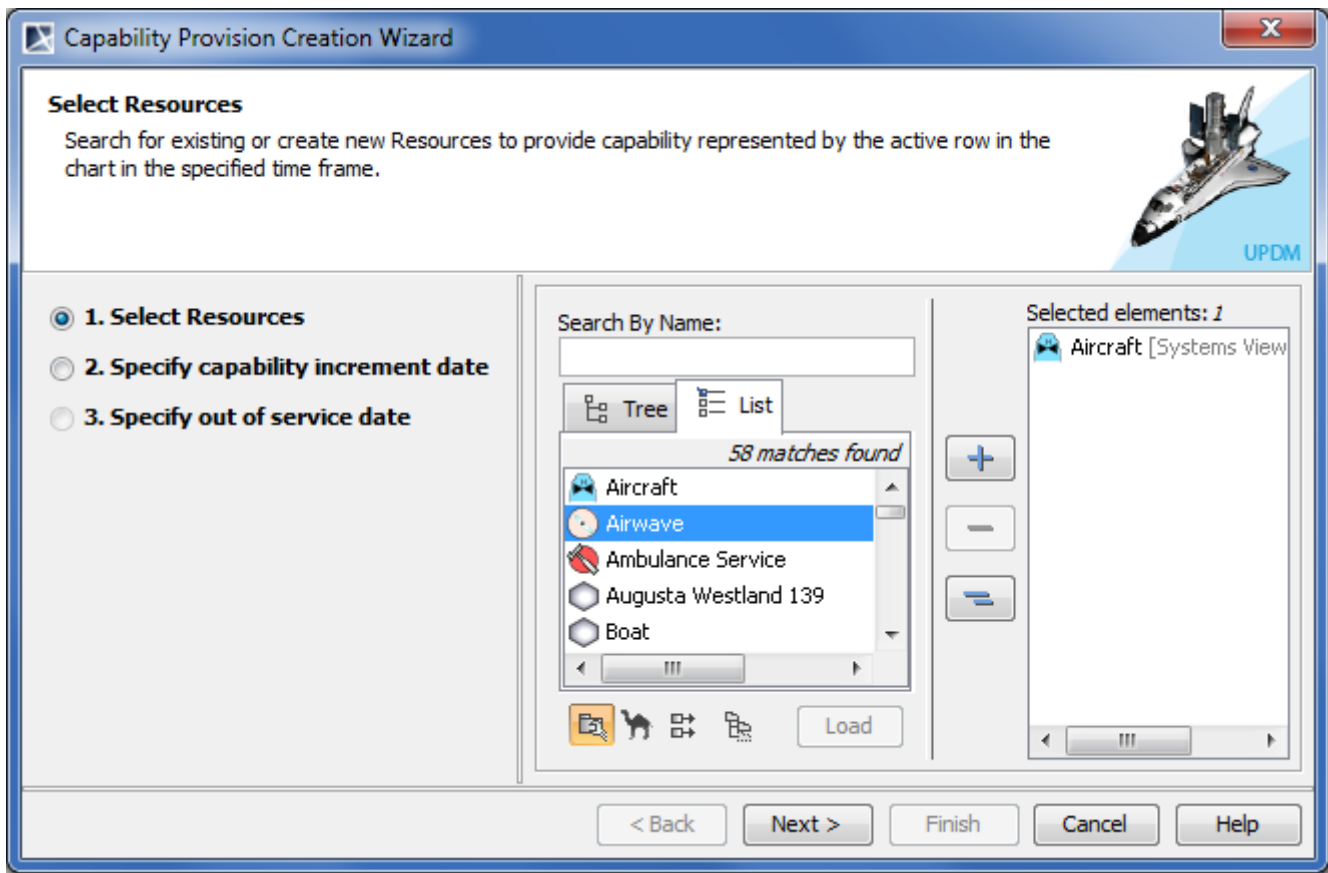 Capability Provision Creation Wizard
Select Resources
Search for existing or create new Resources to provide capability represented by the active row in the
chart in the specified time frame.
UPDM
1. Select Resources
2. Specify capability increment date
3. Specify out of service date
Search By Name:
Tree
List
58 matches found
Aircraft
Airwave
Ambulance Service
Augusta Westland 139
Boat
Load
Selected elements: 1
Aircraft [Systems View
< Back
Next >
Finish
Cancel
Help